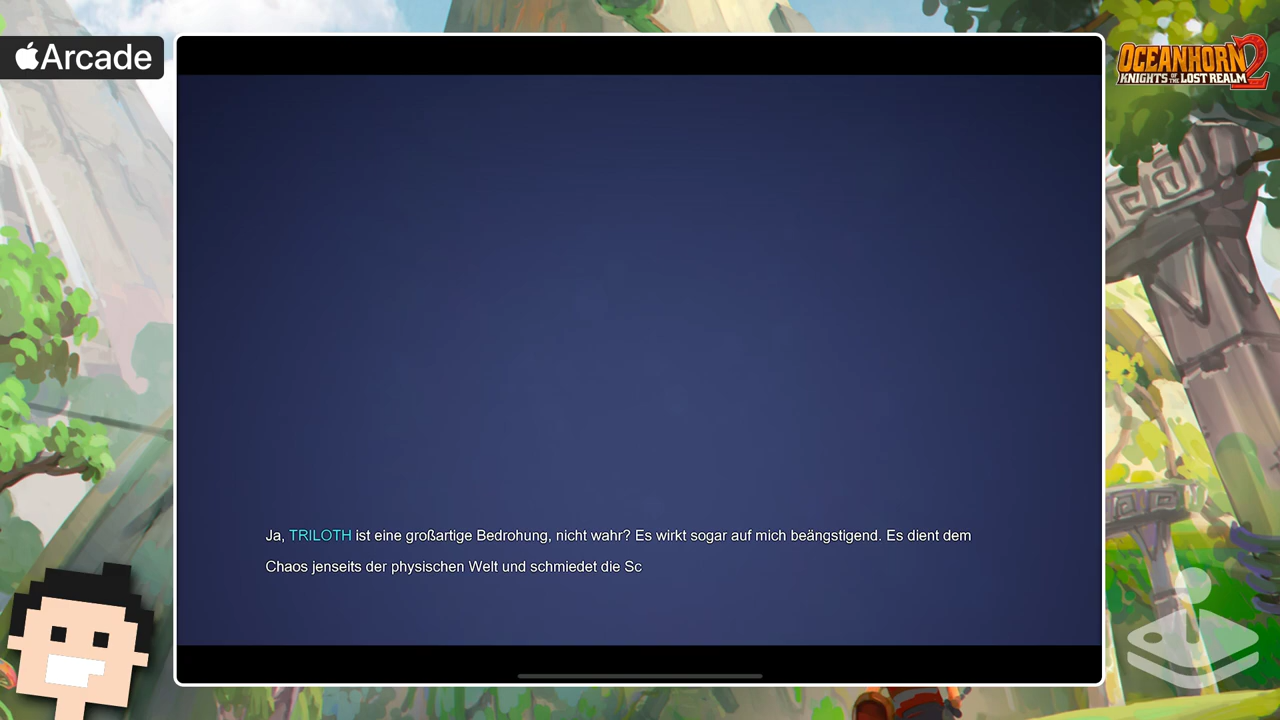 Arcade
OCEANHORN 2
KNIGHTS OF THE LOST REALM
Ja, TRILOTH ist eine großartige Bedrohung, nicht wahr? Es wirkt sogar auf mich beängstigend. Es dient dem
Chaos jenseits der physischen Welt und schmiedet die Sc